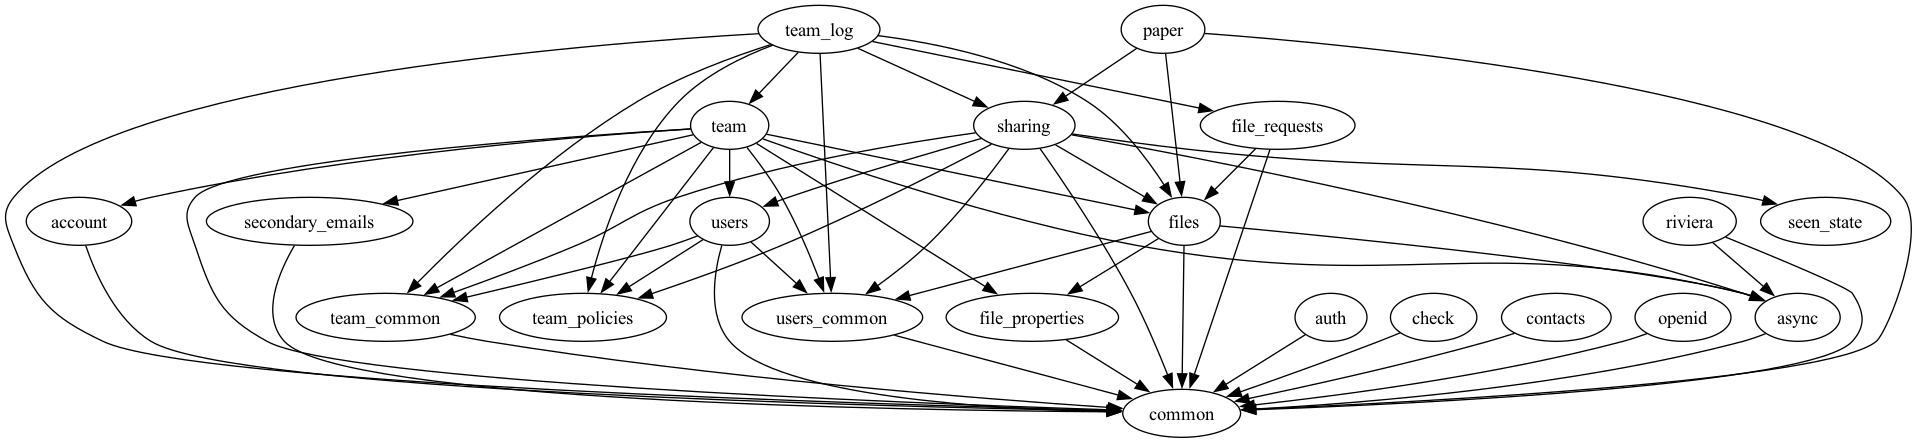 team_log
paper
team
sharing
file_requests
account
secondary_emails
users
files
riviera
seen_state
team_common
team_policies
users_common
file_properties
auth
check
contacts
openid
async
common